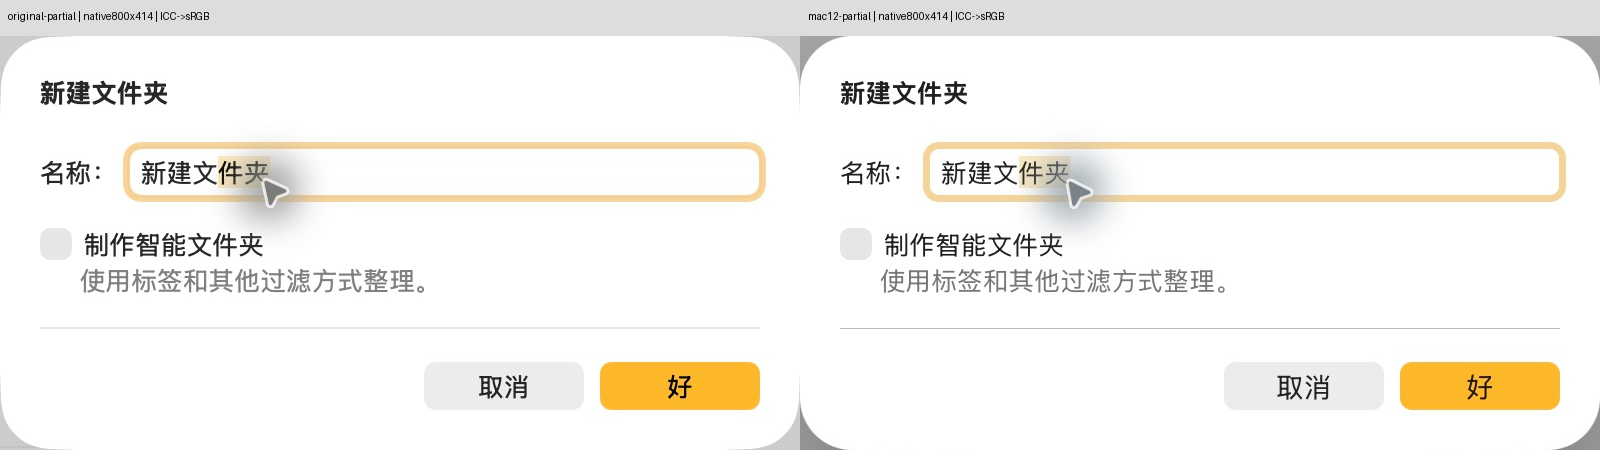 original-partial | native800x414 | ICC->sRGB
新建文件夹
名称： 新建文件夹
制作智能文件夹
使用标签和其他过滤方式整理。
取消 好
mac12-partial | native800x414 | ICC->sRGB
新建文件夹
名称： 新建文件夹
制作智能文件夹
使用标签和其他过滤方式整理。
取消 好